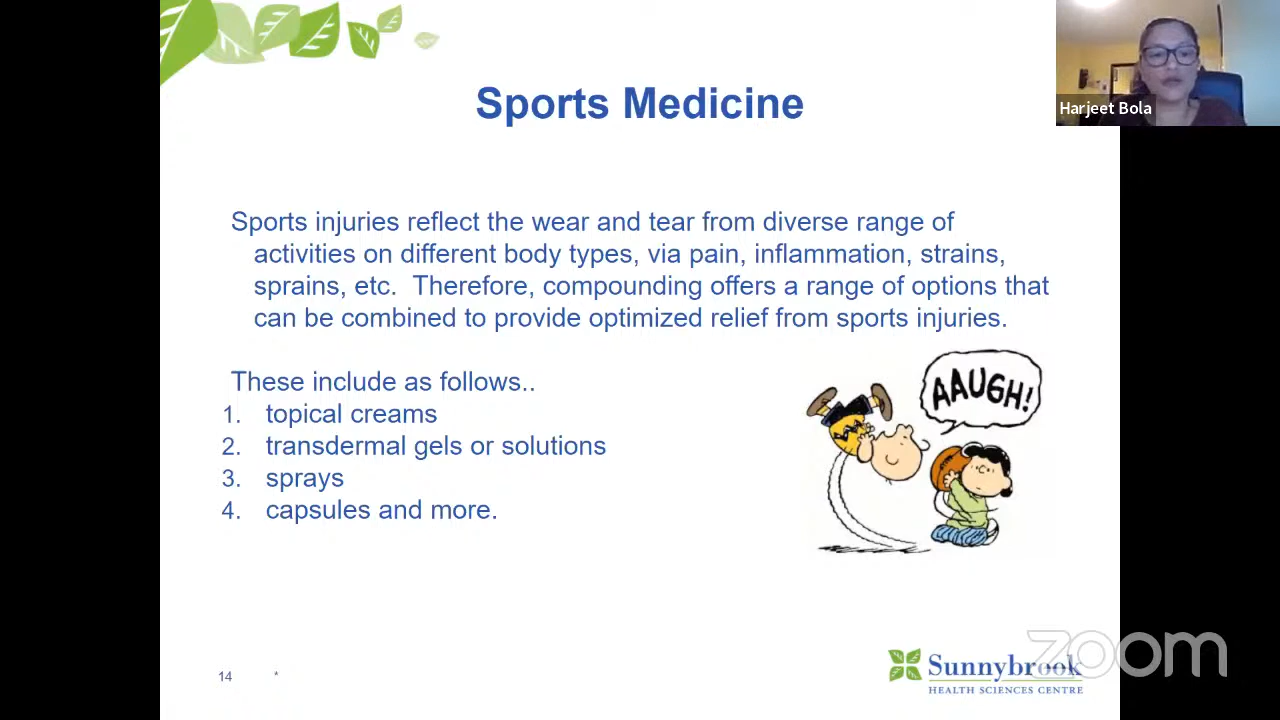 Sports Medicine
Harjeet Bola
Sports injuries reflect the wear and tear from diverse range of
activities on different body types, via pain, inflammation, strains,
sprains, etc.  Therefore, compounding offers a range of options that
can be combined to provide optimized relief from sports injuries.
These include as follows..
1. topical creams
2. transdermal gels or solutions
3. sprays
4. capsules and more.
AAUGH!
14 *
Sunnybrook
HEALTH SCIENCES CENTRE
zoom